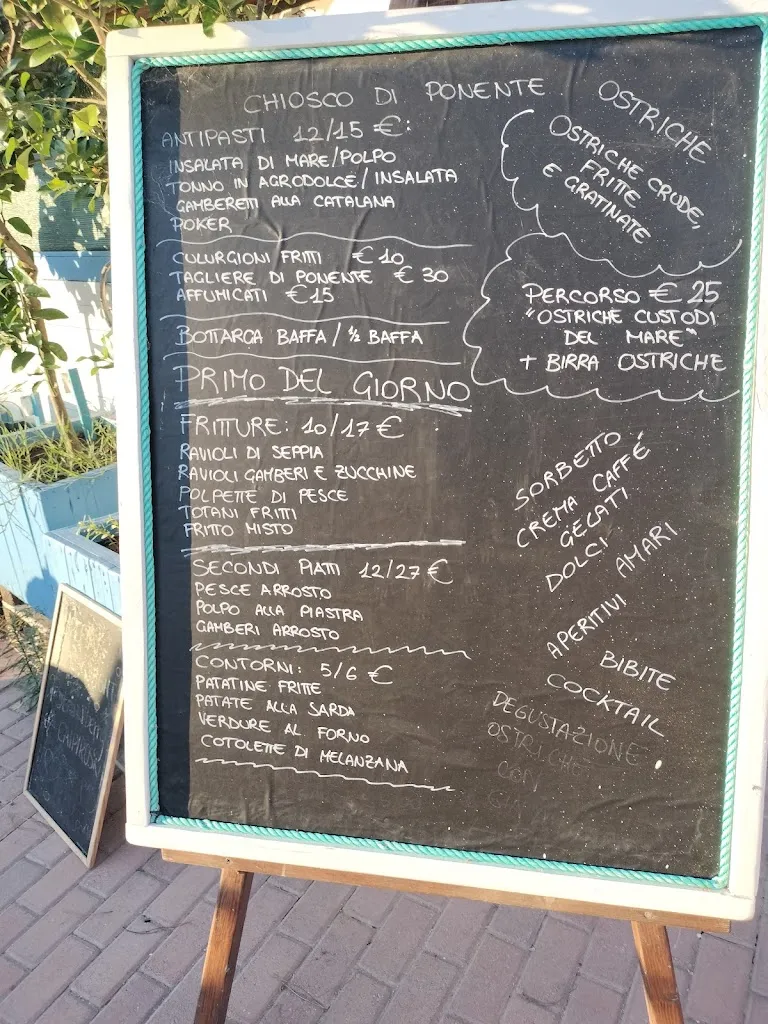 CHIOSCO DI PONENTE
ANTIPASTI 12/15 €:
INSALATA DI MARE/POLPO
TONNO IN AGRODOLCE/INSALATA
GAMBERETTI ALLA CATALANA
POKER
CULURGIONI FRITTI € 10
TAGLIERE DI PONENTE € 30
AFFUMICATI €15
BOTTARGA BAFFA/ ½ BAFFA
PRIMO DEL GIORNO
FRITTURE: 10/17 €
RAVIOLI DI SEPPIA
RAVIOLI GAMBERI E ZUCCHINE
POLPETTE DI PESCE
TOTANI FRITTI
FRITTO MISTO
SECONDI PIATTI 12/27 €
PESCE ARROSTO
POLPO ALLA PIASTRA
GAMBERI ARROSTO
CONTORNI: 5/6 €
PATATINE FRITTE
PATATE ALLA SARDA
VERDURE AL FORNO
COTOLETTE DI MELANZANA
OSTRICHE
OSTRICHE CRUDE,
FRITTE
E GRATINATE
PERCORSO € 25
"OSTRICHE CUSTODI
DEL MARE"
+ BIRRA OSTRICHE
SORBETTO
CREMA CAFFÉ
GELATI
DOLCI
AMARI
APERITIVI
BIBITE
COCKTAIL
DEGUSTAZIONE
OSTRICHE
CON